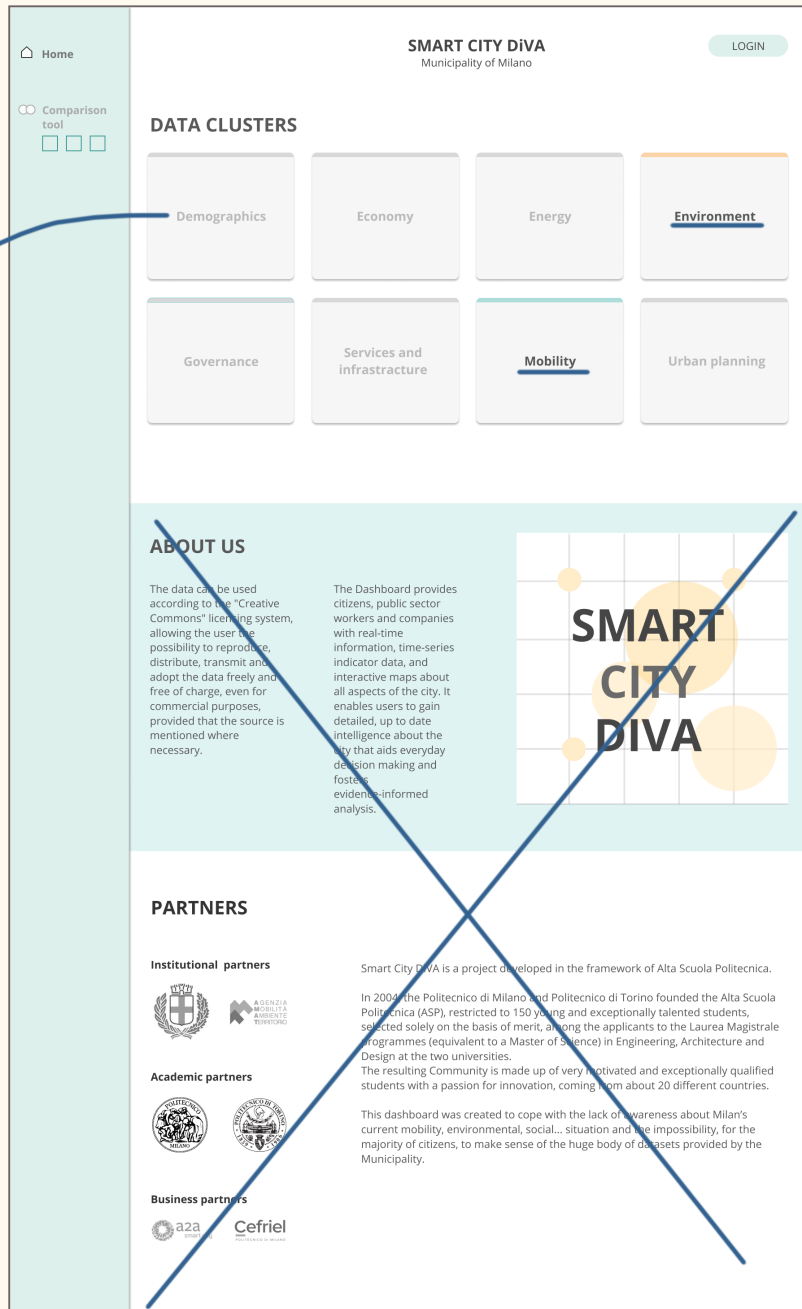 Home
SMART CITY DiVA
Municipality of Milano
LOGIN
Comparison
tool
DATA CLUSTERS
Demographics
Economy
Energy
Environment
Governance
Services and
infrastracture
Mobility
Urban planning
ABOUT US
The data can be used
according to the "Creative
Commons" licensing system,
allowing the user the
possibility to reproduce,
distribute, transmit and
adopt the data freely and
free of charge, even for
commercial purposes,
provided that the source is
mentioned where
necessary.
The Dashboard provides
citizens, public sector
workers and companies
with real-time
information, time-series
indicator data, and
interactive maps about
all aspects of the city. It
enables users to gain
detailed, up to date
intelligence about the
city that aids everyday
decision making and
fosters
evidence-informed
analysis.
SMART
CITY
DIVA
PARTNERS
Institutional partners
AGENZIA
MOBILITÀ
AMBIENTE
TERRITORIO
Academic partners
POLITECNICO
MILANO
POLITECNICO DI TORINO
Business partners
a2a
Cefriel
POLITECNICO DI MILANO
Smart City DiVA is a project developed in the framework of Alta Scuola Politecnica.
In 2004, the Politecnico di Milano and Politecnico di Torino founded the Alta Scuola
Politecnica (ASP), restricted to 150 young and exceptionally talented students,
selected solely on the basis of merit, among the applicants to the Laurea Magistrale
programmes (equivalent to a Master of Science) in Engineering, Architecture and
Design at the two universities.
The resulting Community is made up of very motivated and exceptionally qualified
students with a passion for innovation, coming from about 20 different countries.
This dashboard was created to cope with the lack of awareness about Milan's
current mobility, environmental, social... situation and the impossibility, for the
majority of citizens, to make sense of the huge body of datasets provided by the
Municipality.